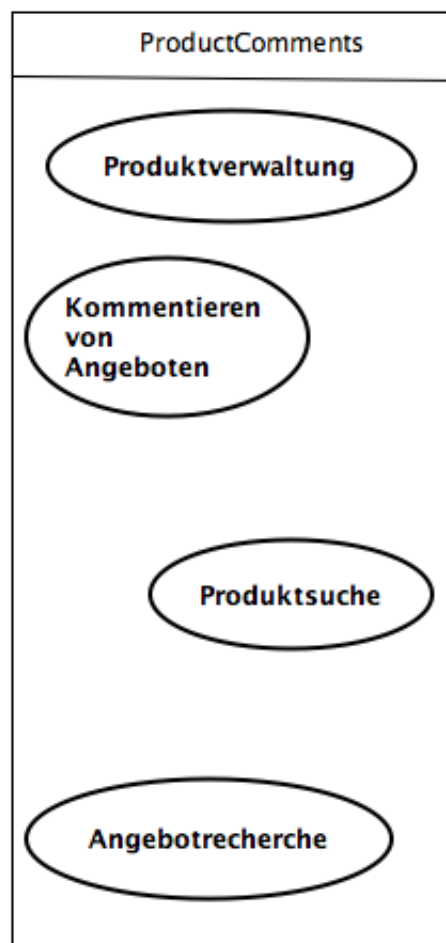 ProductComments
Produktverwaltung
Kommentieren
von
Angeboten
Produktsuche
Angebotrecherche